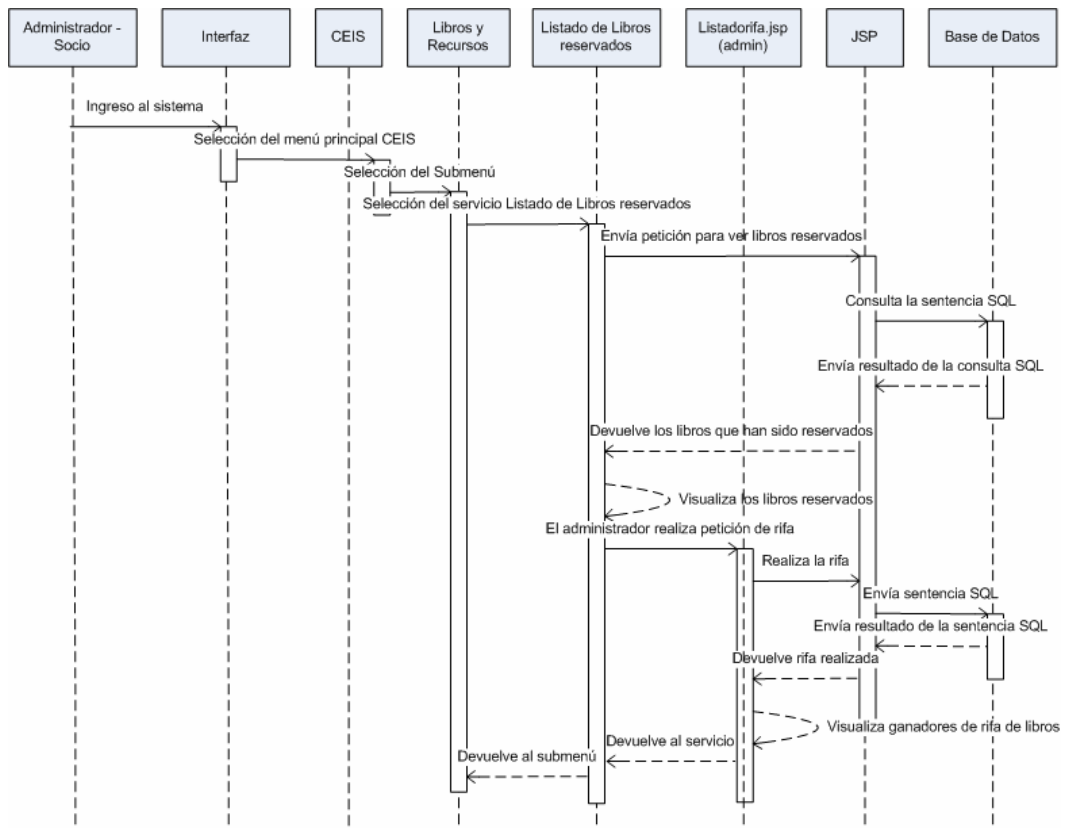 Administrador -
Socio
Interfaz
CEIS
Libros y
Recursos
Listado de Libros
reservados
Listadorifa.jsp
(admin)
JSP
Base de Datos
Ingreso al sistema
Selección del menú principal CEIS
Selección del Submenú
Selección del servicio Listado de Libros reservados
Envía petición para ver libros reservados
Consulta la sentencia SQL
Envía resultado de la consulta SQL
Devuelve los libros que han sido reservados
Visualiza los libros reservados
El administrador realiza petición de rifa
Realiza la rifa
Envía sentencia SQL
Envía resultado de la sentencia SQL
Devuelve rifa realizada
Visualiza ganadores de rifa de libros
Devuelve al servicio
Devuelve al submenú